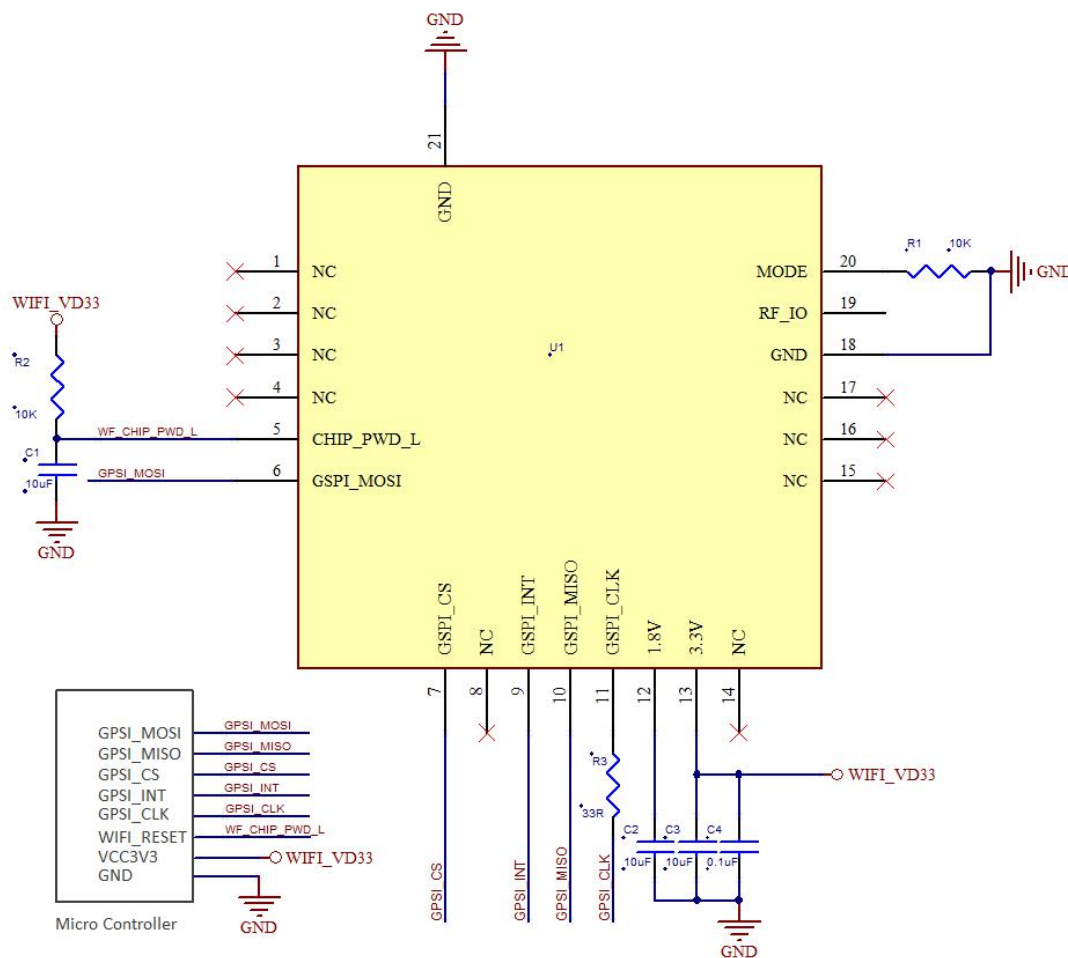 GND
21
GND
1 NC
2 NC
3 NC
4 NC
5 CHIP_PWD_L
6 GSPI_MOSI
WIFI_VD33
R2
10K
WF_CHIP_PWD_L
C1
10uF
GPSI_MOSI
GND
U1
MODE 20
RF_IO 19
GND 18
NC 17
NC 16
NC 15
R1 10K
GND
GSPI_CS
NC
GSPI_INT
GSPI_MISO
GSPI_CLK
1.8V
3.3V
NC
7
8
9
10
11
12
13
14
R3
33R
WIFI_VD33
C2
10uF
C3
10uF
C4
0.1uF
GPSI_CS
GPSI_INT
GPSI_MISO
GPSI_CLK
GND
GPSI_MOSI GPSI_MOSI
GPSI_MISO GPSI_MISO
GPSI_CS GPSI_CS
GPSI_INT GPSI_INT
GPSI_CLK GPSI_CLK
WIFI_RESET WF_CHIP_PWD_L
VCC3V3 WIFI_VD33
GND
GND
Micro Controller